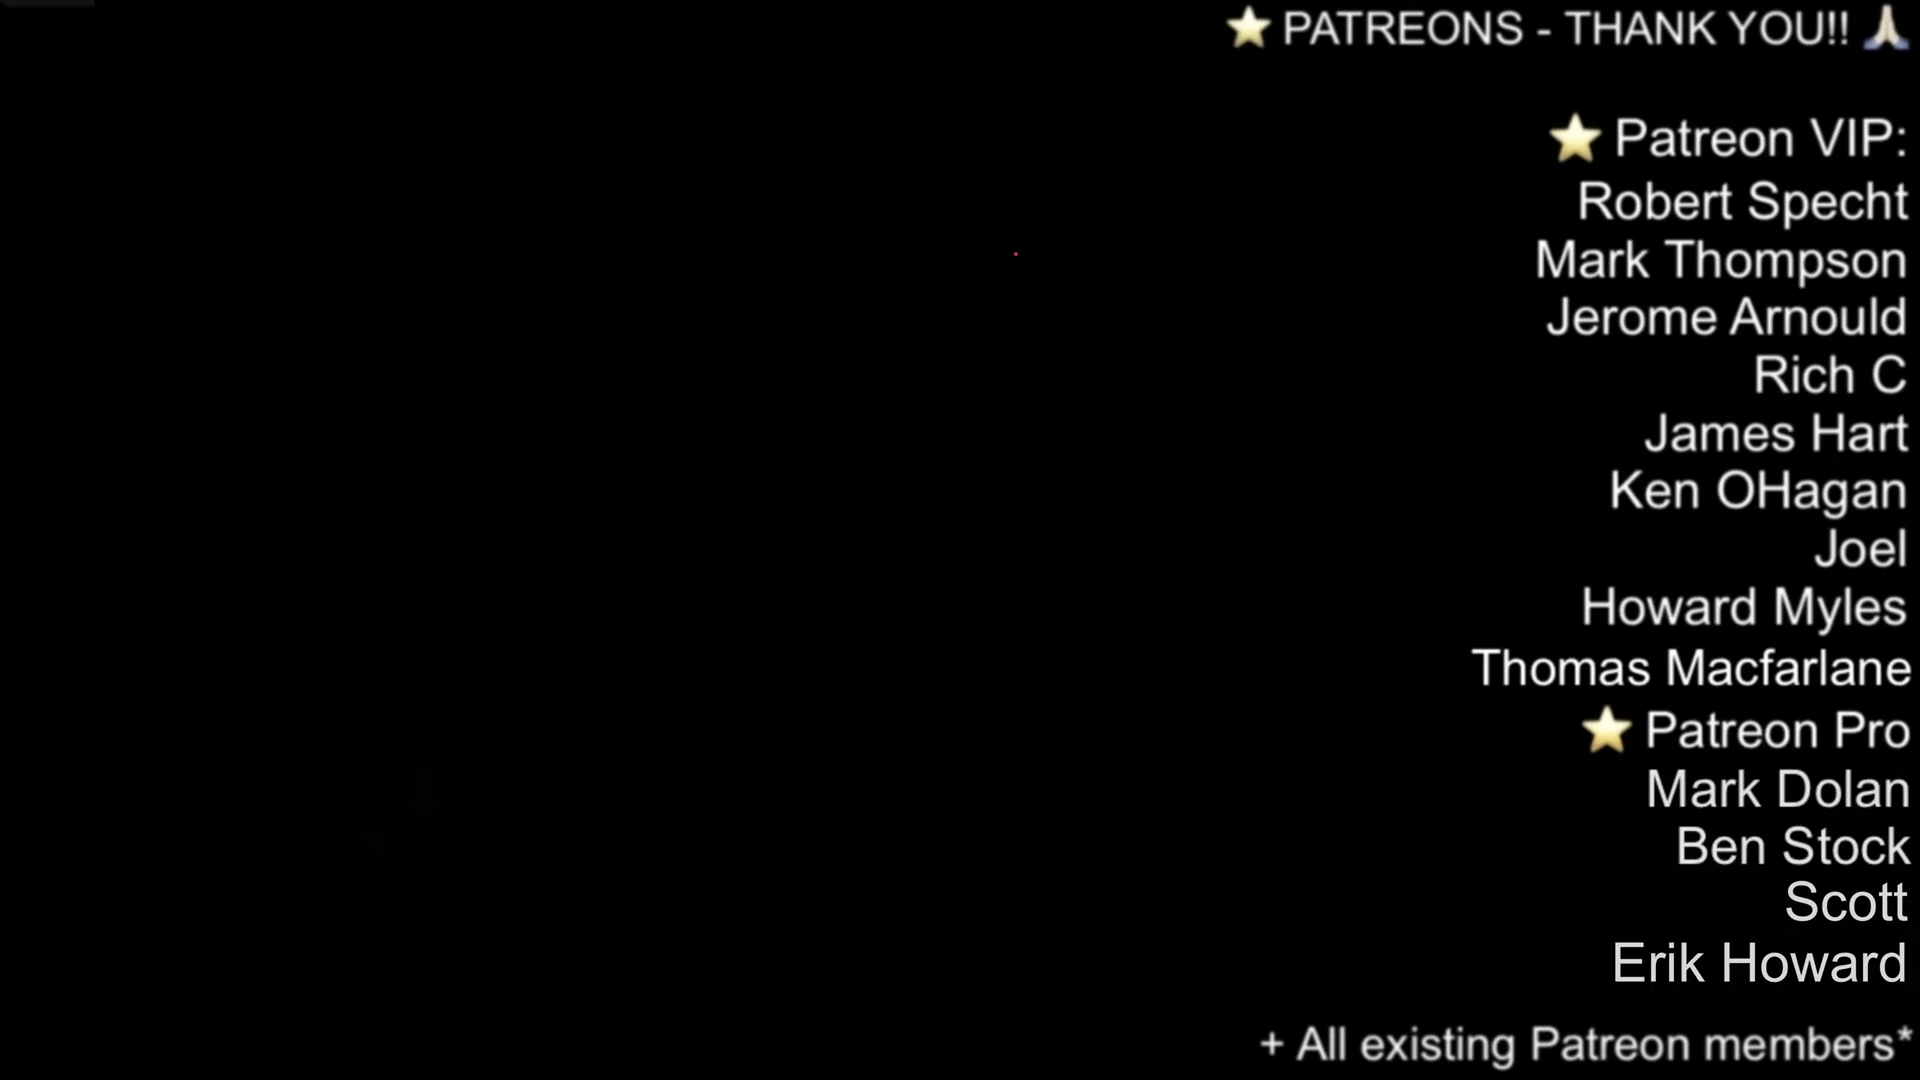 ⭐ PATREONS - THANK YOU!! 🙏🏻
⭐ Patreon VIP:
Robert Specht
Mark Thompson
Jerome Arnould
Rich C
James Hart
Ken OHagan
Joel
Howard Myles
Thomas Macfarlane
⭐ Patreon Pro
Mark Dolan
Ben Stock
Scott
Erik Howard
+ All existing Patreon members*